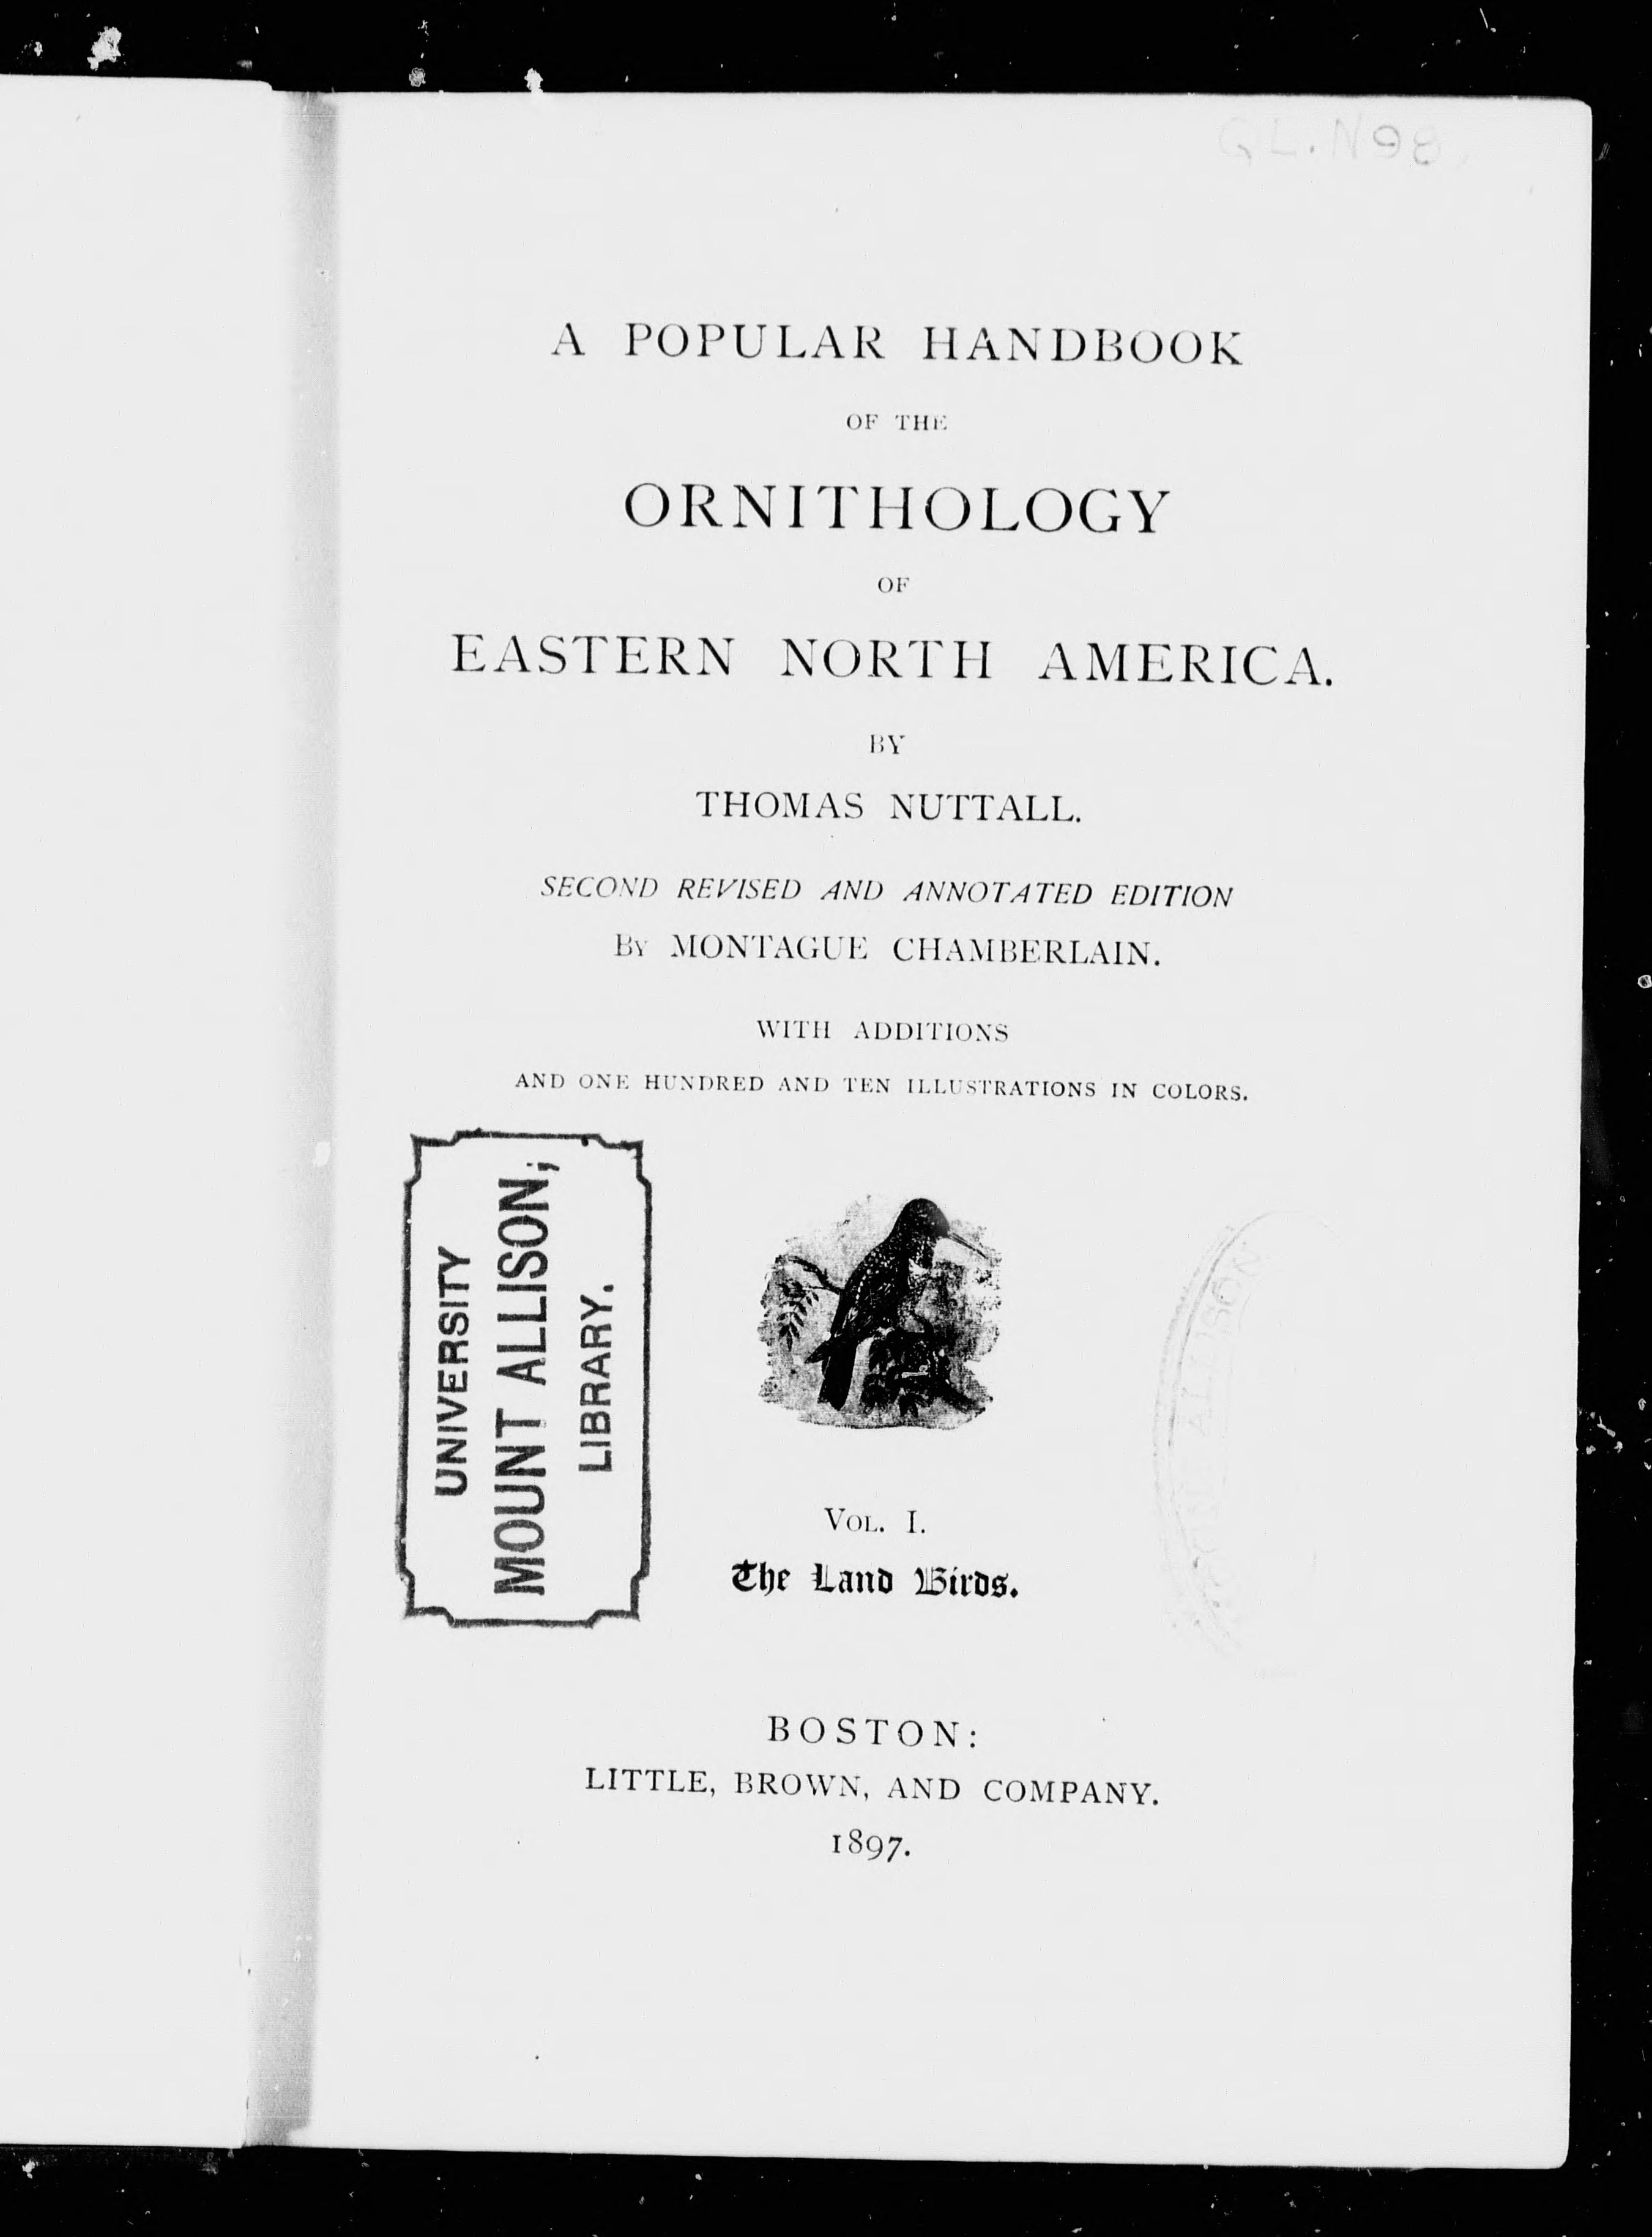 QL.N98.
A POPULAR HANDBOOK
OF THE
ORNITHOLOGY
OF
EASTERN NORTH AMERICA.
BY
THOMAS NUTTALL.
SECOND REVISED AND ANNOTATED EDITION
BY MONTAGUE CHAMBERLAIN.
WITH ADDITIONS
AND ONE HUNDRED AND TEN ILLUSTRATIONS IN COLORS.
UNIVERSITY
MOUNT ALLISON;
LIBRARY.
ALLISON
VOL. I.
The Land Birds.
BOSTON:
LITTLE, BROWN, AND COMPANY.
1897.